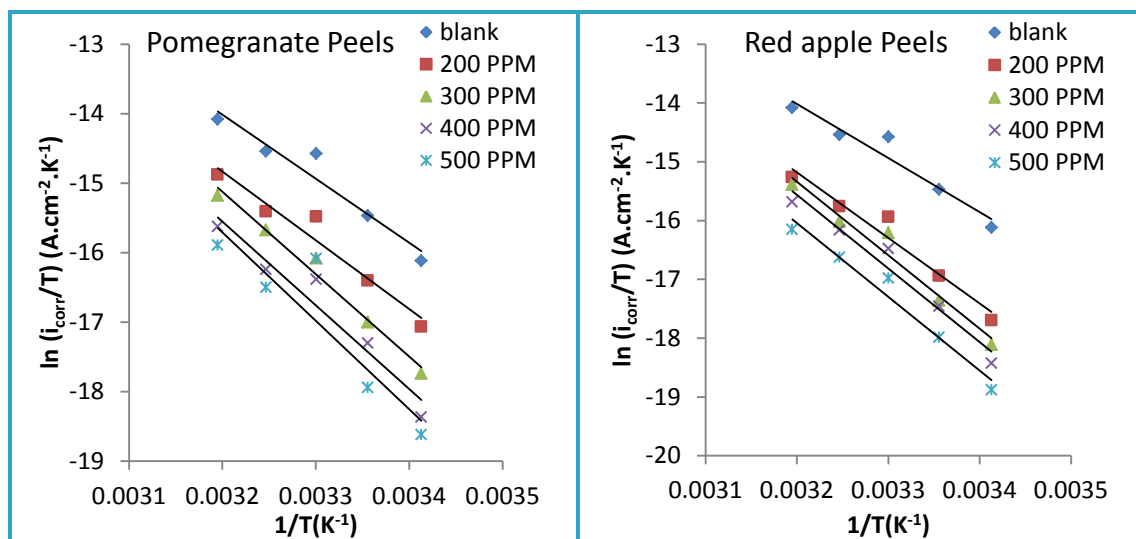 Pomegranate Peels
blank
200 PPM
300 PPM
400 PPM
500 PPM
-13
-14
-15
-16
-17
-18
-19
ln (icorr/T) (A.cm-2.K-1)
0.0031 0.0032 0.0033 0.0034 0.0035
1/T(K-1)
Red apple Peels
blank
200 PPM
300 PPM
400 PPM
500 PPM
-13
-14
-15
-16
-17
-18
-19
-20
ln (icorr/T) (A.cm-2.K-1)
0.0031 0.0032 0.0033 0.0034 0.0035
1/T(K-1)